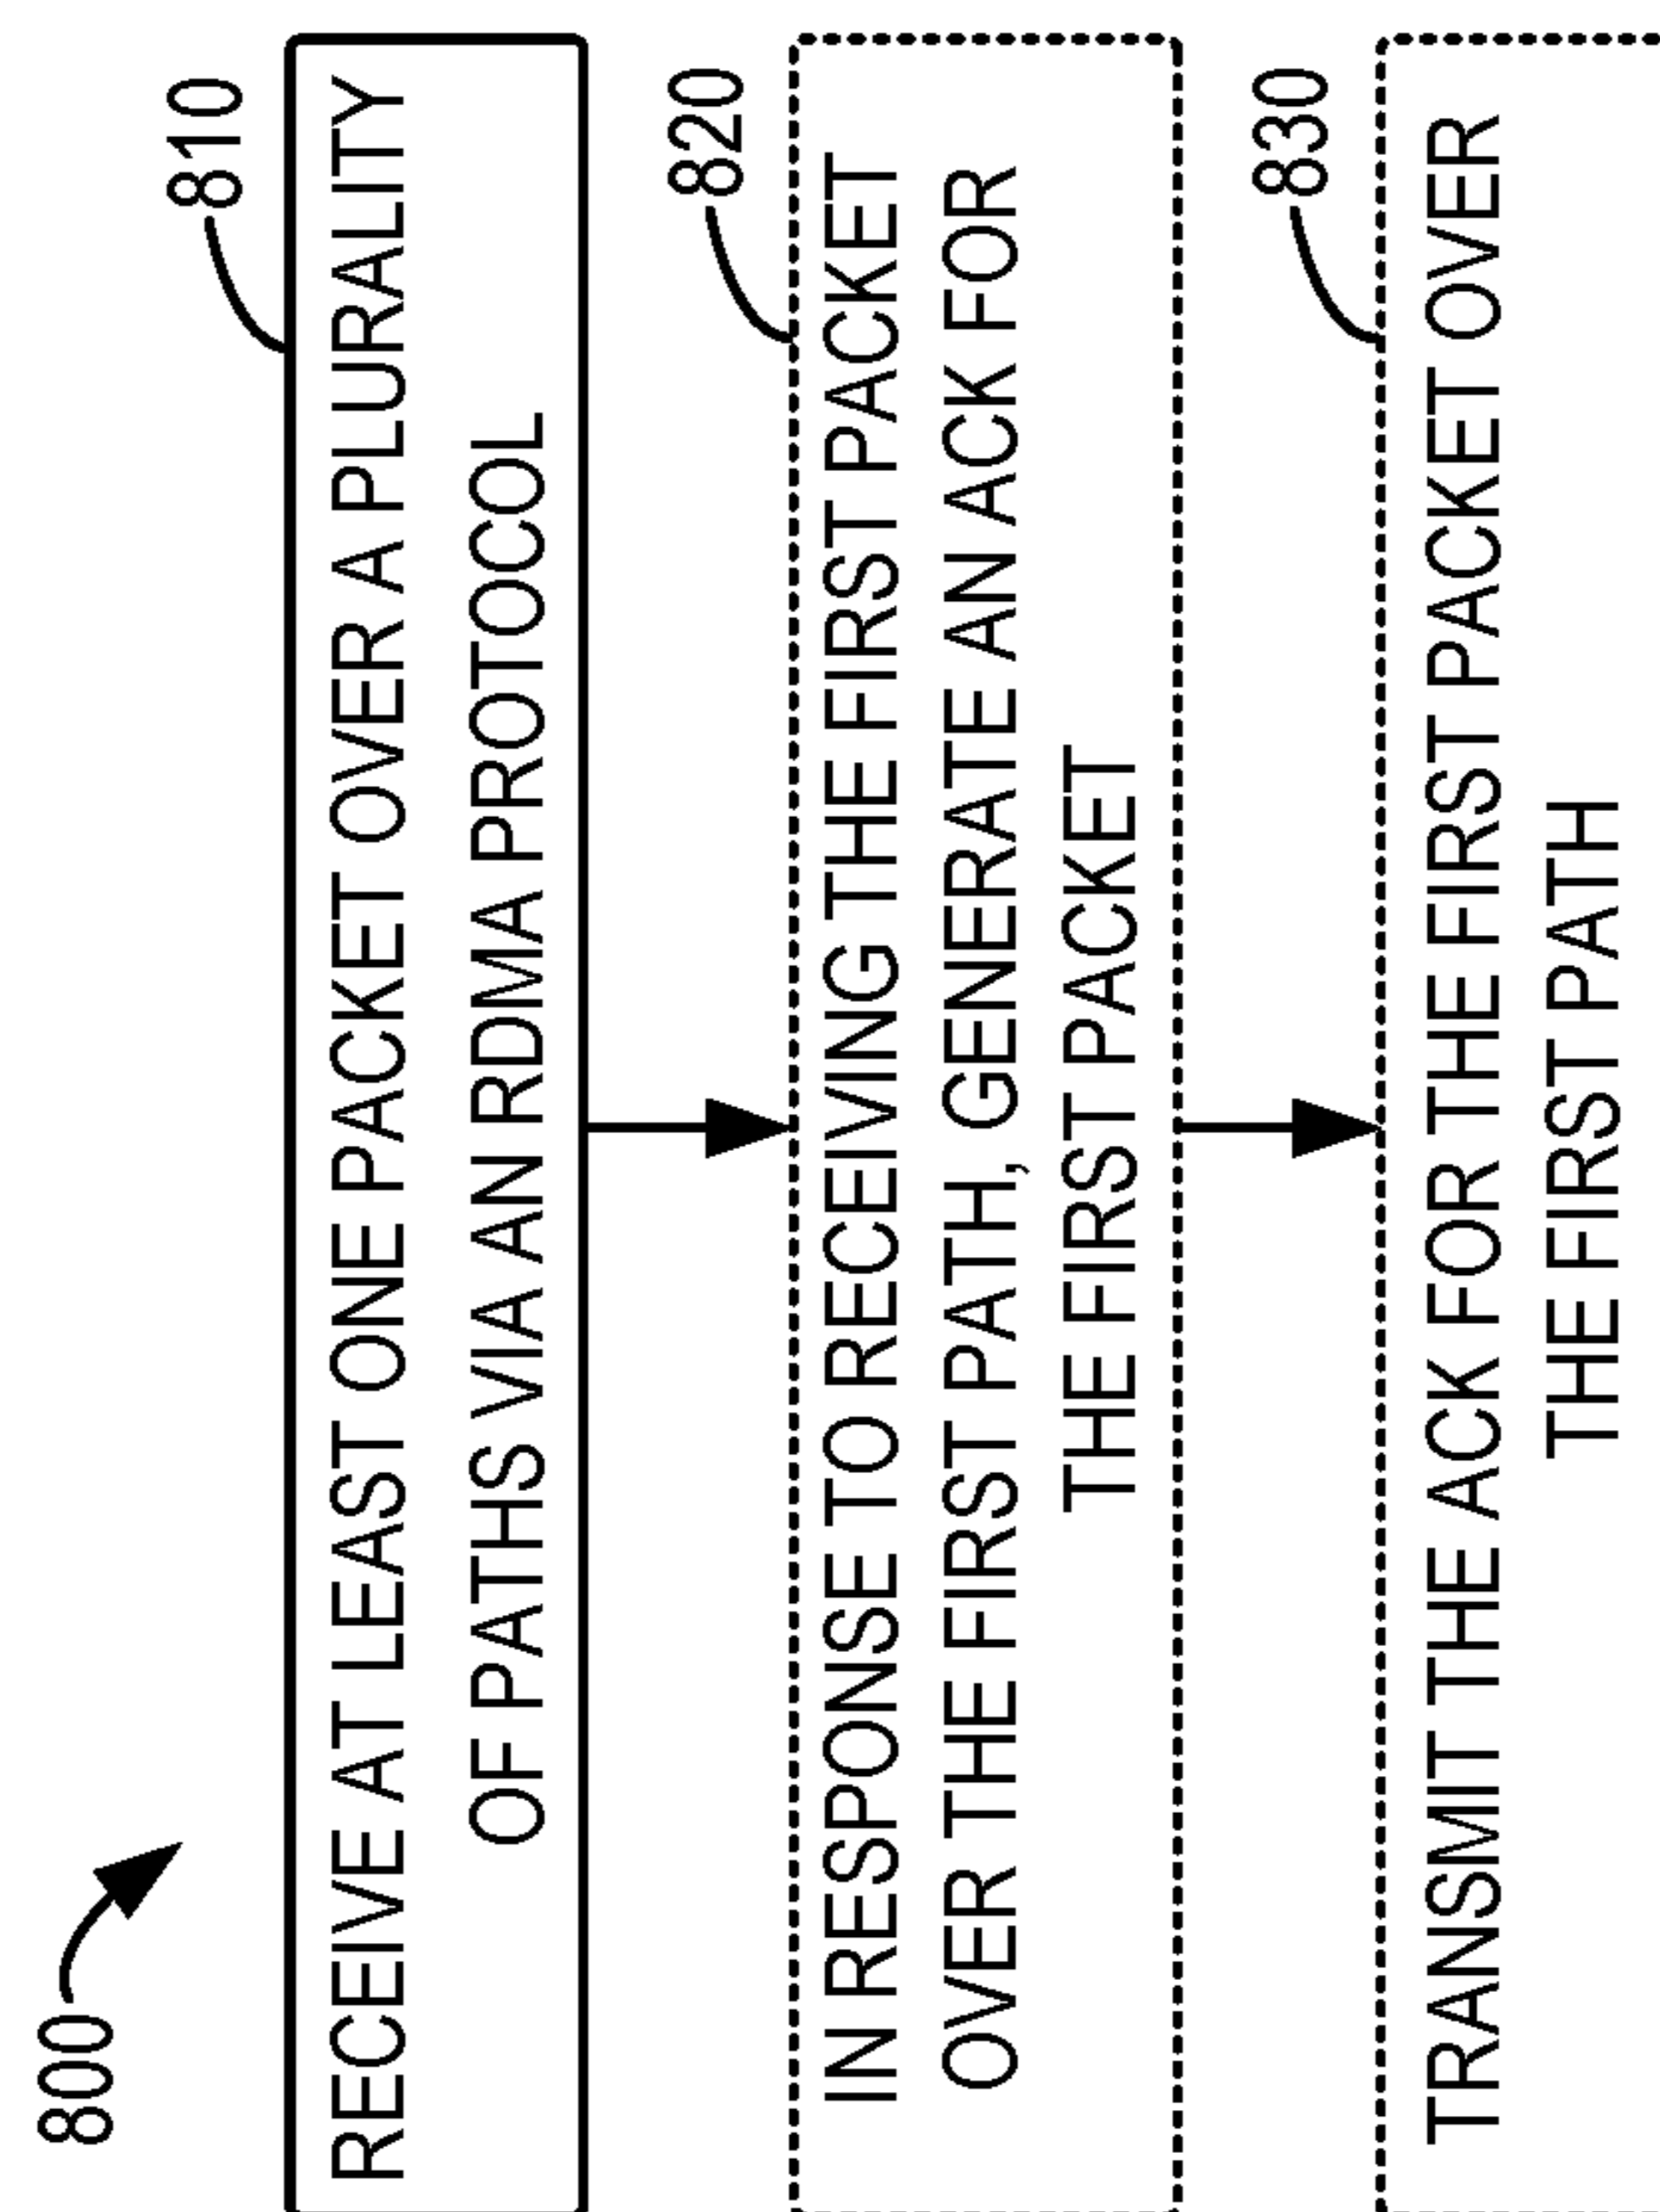 800
810
RECEIVE AT LEAST ONE PACKET OVER A PLURALITY
OF PATHS VIA AN RDMA PROTOCOL
820
IN RESPONSE TO RECEIVING THE FIRST PACKET
OVER THE FIRST PATH, GENERATE AN ACK FOR
THE FIRST PACKET
830
TRANSMIT THE ACK FOR THE FIRST PACKET OVER
THE FIRST PATH